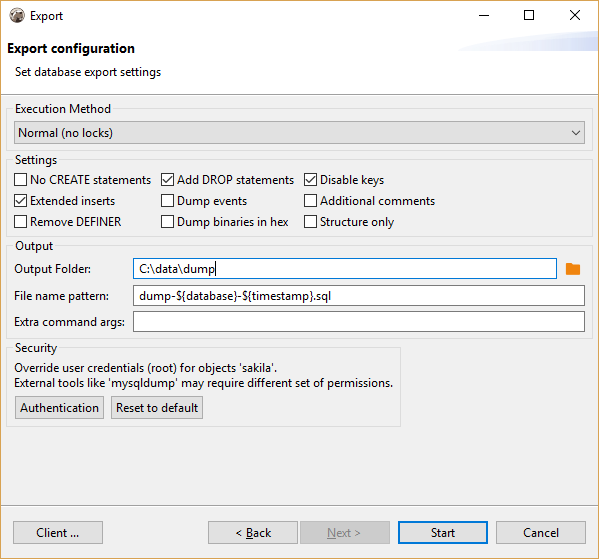 Export
Export configuration
Set database export settings
Execution Method
Normal (no locks)
Settings
No CREATE statements Add DROP statements Disable keys
Extended inserts Dump events Additional comments
Remove DEFINER Dump binaries in hex Structure only
Output
Output Folder: C:\data\dump
File name pattern: dump-${database}-${timestamp}.sql
Extra command args:
Security
Override user credentials (root) for objects 'sakila'.
External tools like 'mysqldump' may require different set of permissions.
Authentication Reset to default
Client ... < Back Next > Start Cancel